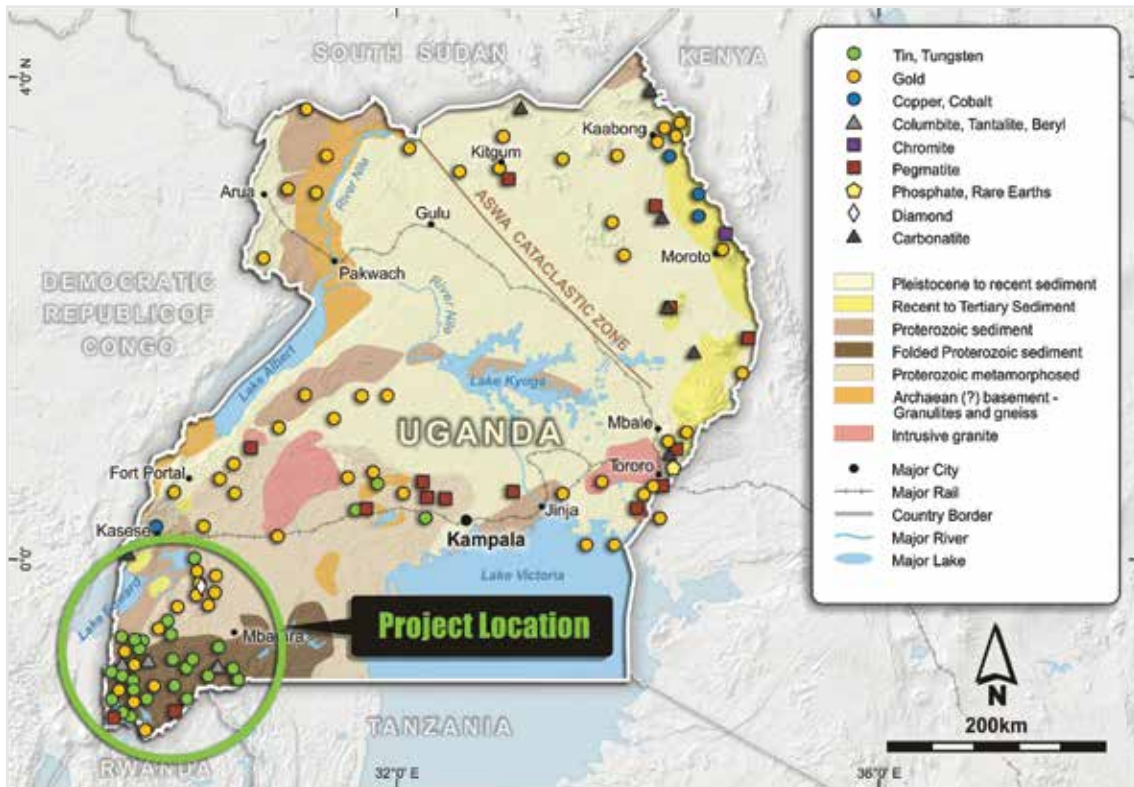 SOUTH SUDAN
KENYA
4°N
Kaabong
Kitgum
Arua
River Nile
ASWA CATACLASTIC ZONE
Gulu
Moroto
DEMOCRATIC
REPUBLIC OF
CONGO
Pakwach
River Nile
Lake Albert
Lake Kyoga
UGANDA
Mbale
Fort Portal
Tororo
Kasese
Jinja
Kampala
0°0'
Lake Victoria
Lake Edward
Project Location
Mbarara
TANZANIA
RWANDA
32°0' E
36°0' E
Tin, Tungsten
Gold
Copper, Cobalt
Columbite, Tantalite, Beryl
Chromite
Pegmatite
Phosphate, Rare Earths
Diamond
Carbonatite
Pleistocene to recent sediment
Recent to Tertiary Sediment
Proterozoic sediment
Folded Proterozoic sediment
Proterozoic metamorphosed
Archaean (?) basement -
Granulites and gneiss
Intrusive granite
Major City
Major Rail
Country Border
Major River
Major Lake
N
200km